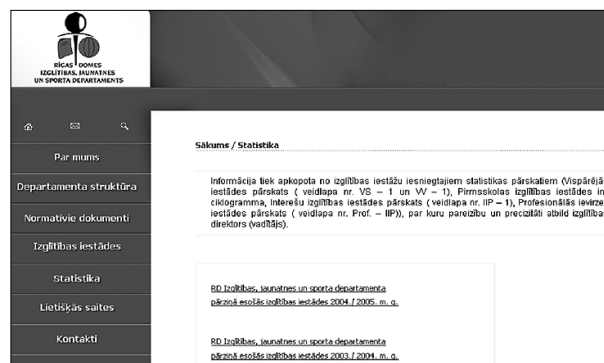 RĪGAS DOMES
IZGLĪTĪBAS, JAUNATNES
UN SPORTA DEPARTAMENTS
Par mums
Departamenta struktūra
Normatīvie dokumenti
Izglītības iestādes
Statistika
Lietišķās saites
Kontakti
Sākums / Statistika
Informācija tiek apkopota no izglītības iestāžu iesniegtajiem statistikas pārskatiem (Vispārējā
iestādes pārskats ( veidlapa nr. VS – 1 un VV – 1), Pirmsskolas izglītības iestādes in
ciklogramma, Interešu izglītības iestādes pārskats ( veidlapa nr. IIP – 1), Profesionālās ievirze
iestādes pārskats ( veidlapa nr. Prof. – IIP)), par kuru pareizību un precizitāti atbild izglītība
direktors (vadītājs).
RD Izglītības, jaunatnes un sporta departamenta
pārziņā esošās izglītības iestādes 2004./ 2005. m. g.
RD Izglītības, jaunatnes un sporta departamenta
pārziņā esošās izglītības iestādes 2003./ 2004. m. g.